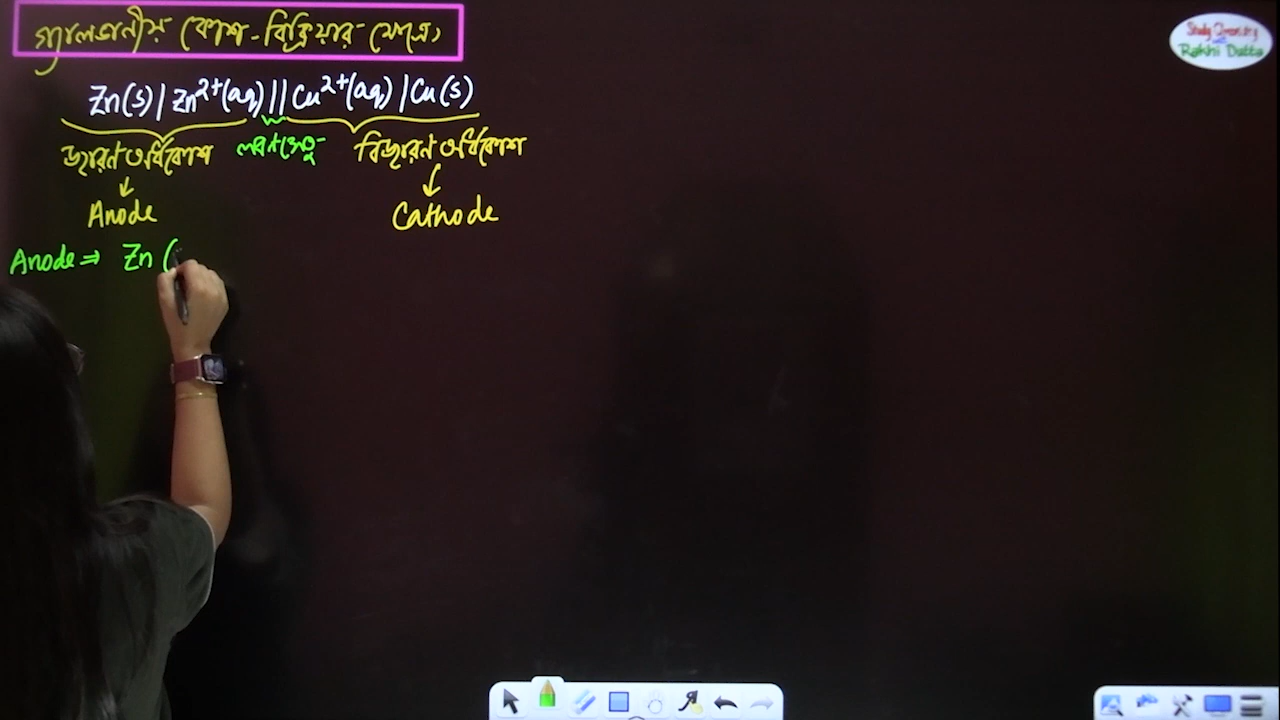 গ্যালভানীয় কোশ-বিক্রিয়ার ক্ষেত্রে,
Zn(s) | Zn²⁺(aq) || Cu²⁺(aq) | Cu(s)
জারণ অর্ধকোশ লবণ সেতু বিজারণ অর্ধকোশ
↓ ↓
Anode Cathode
Anode ⇒ Zn (
Study Chemistry
with
Rakhi Dutta